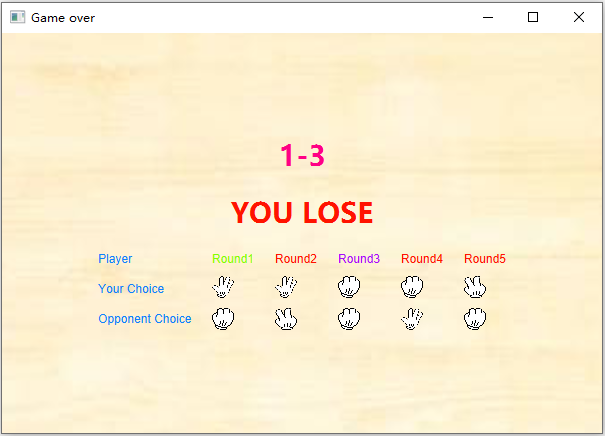 Game over
1-3
YOU LOSE
Player Round1 Round2 Round3 Round4 Round5
Your Choice
Opponent Choice